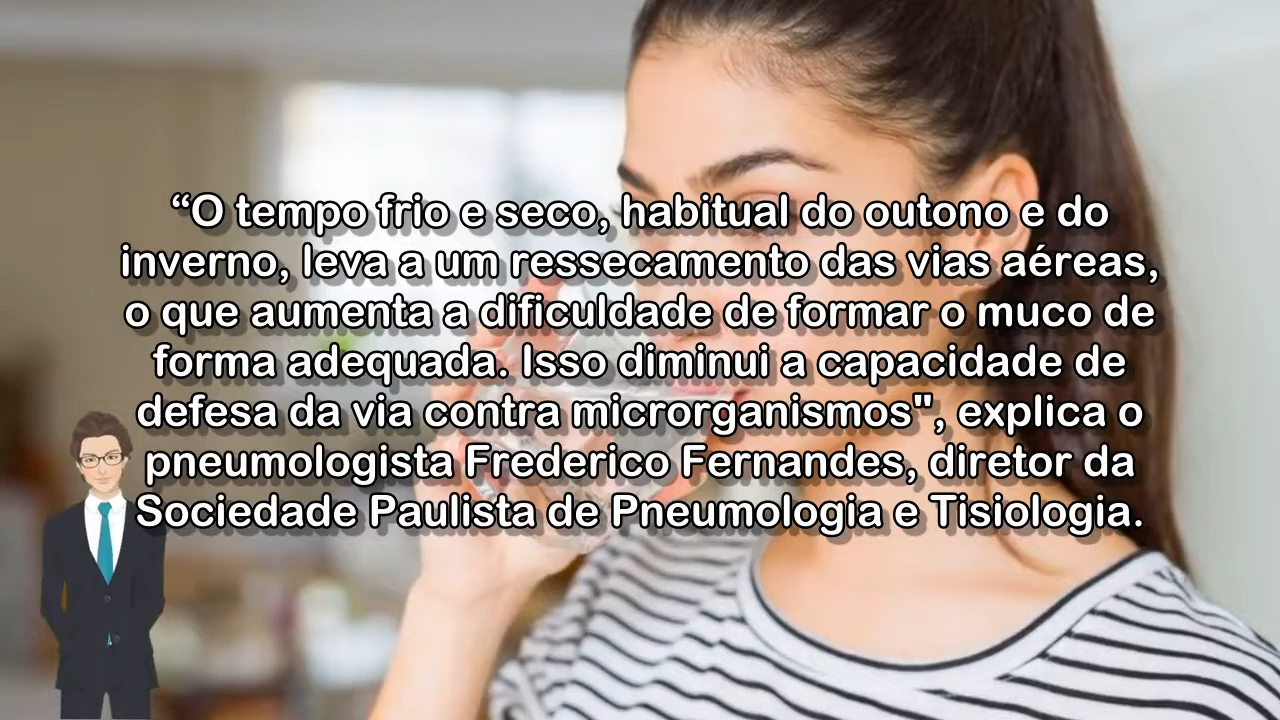 “O tempo frio e seco, habitual do outono e do
inverno, leva a um ressecamento das vias aéreas,
o que aumenta a dificuldade de formar o muco de
forma adequada. Isso diminui a capacidade de
defesa da via contra microrganismos", explica o
pneumologista Frederico Fernandes, diretor da
Sociedade Paulista de Pneumologia e Tisiologia.